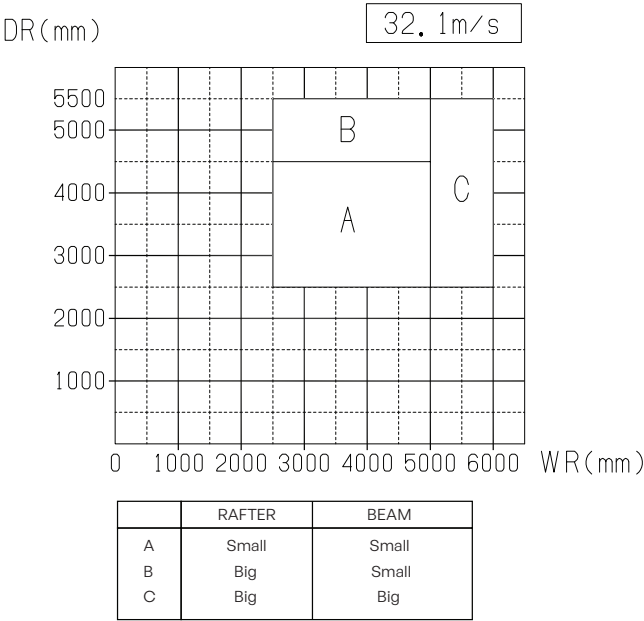 DR(mm)
32. 1m/s
5500
5000
4000
3000
2000
1000
B
C
A
0 1000 2000 3000 4000 5000 6000 WR(mm)
RAFTER BEAM
A Small Small
B Big Small
C Big Big